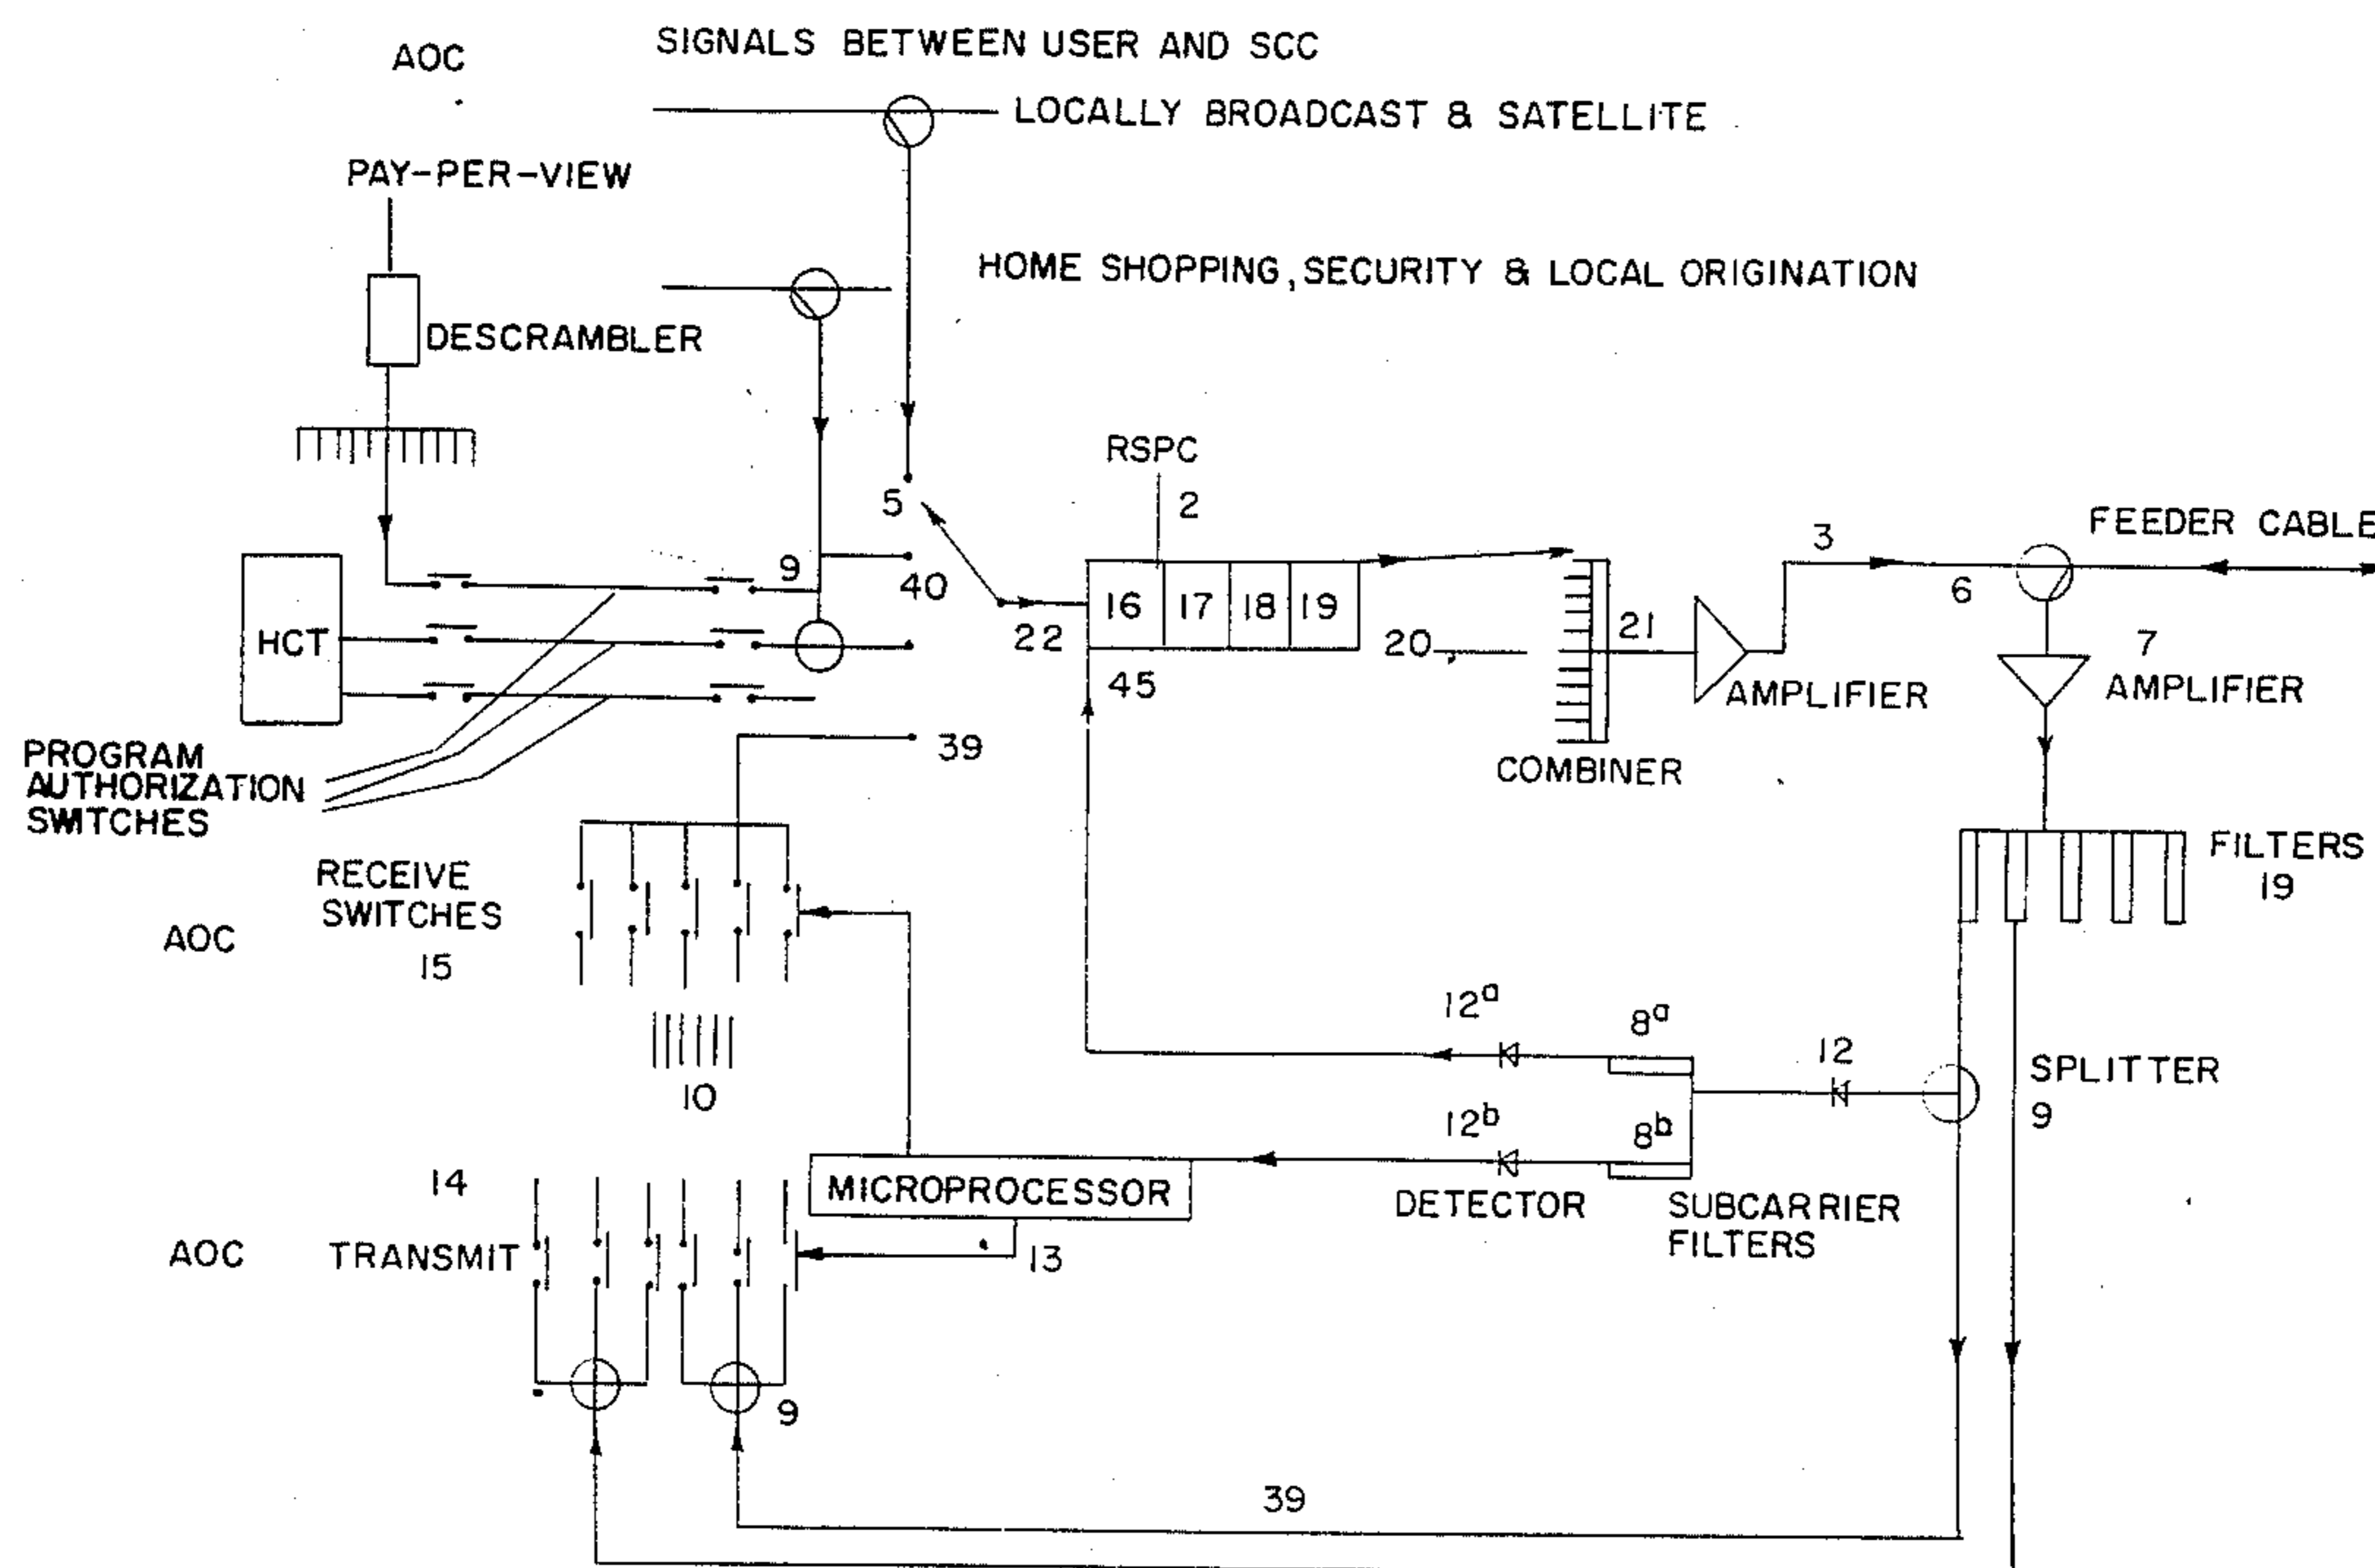 AOC
SIGNALS BETWEEN USER AND SCC
LOCALLY BROADCAST & SATELLITE
PAY-PER-VIEW
HOME SHOPPING, SECURITY & LOCAL ORIGINATION
DESCRAMBLER
RSPC
5
2
3
FEEDER CABLE
9
40
6
HCT
16
17
18
19
22
20
21
7
45
AMPLIFIER
AMPLIFIER
39
COMBINER
PROGRAM
AUTHORIZATION
SWITCHES
RECEIVE
SWITCHES
FILTERS
19
AOC
15
12a
8a
12
SPLITTER
9
10
12b
8b
14
MICROPROCESSOR
DETECTOR
SUBCARRIER
FILTERS
AOC
TRANSMIT
13
9
39